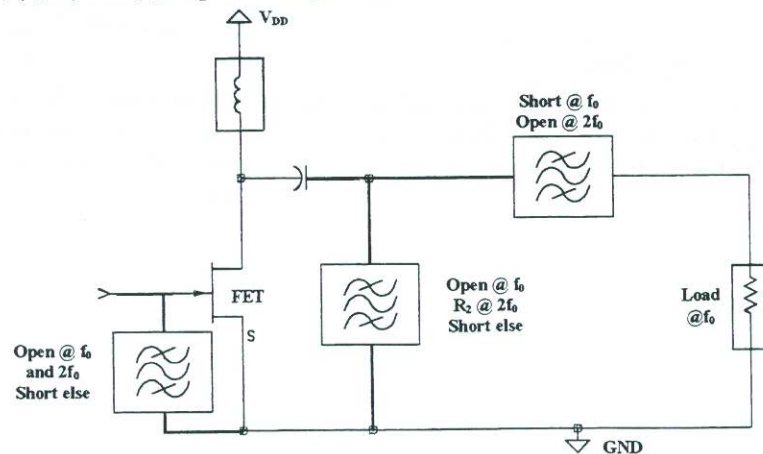 V_DD
Short @ f₀
Open @ 2f₀
FET
S
Open @ f₀
R₂ @ 2f₀
Short else
Load
@f₀
Open @ f₀
and 2f₀
Short else
GND